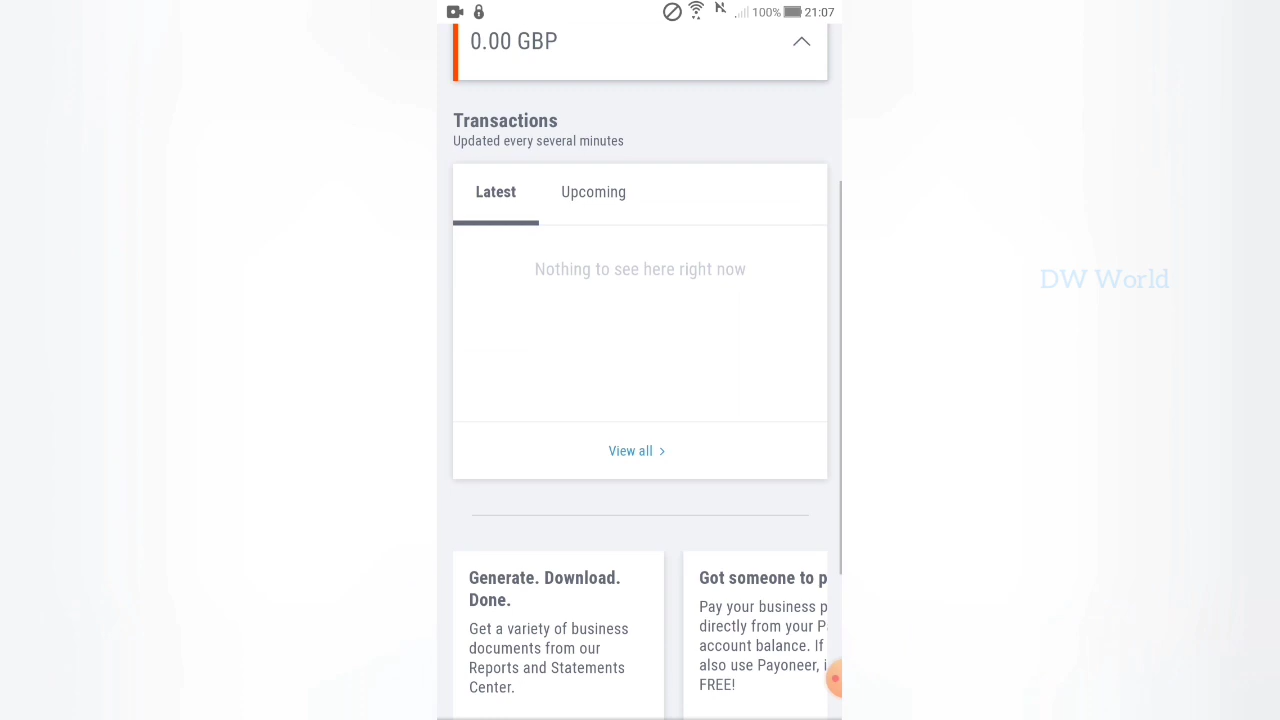 100% 21:07
0.00 GBP
Transactions
Updated every several minutes
Latest Upcoming
Nothing to see here right now
DW World
View all >
Generate. Download.
Done.
Get a variety of business
documents from our
Reports and Statements
Center.
Got someone to p
Pay your business p
directly from your P
account balance. If
also use Payoneer, i
FREE!